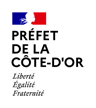 PRÉFET
DE LA
CÔTE-D'OR
Liberté
Égalité
Fraternité